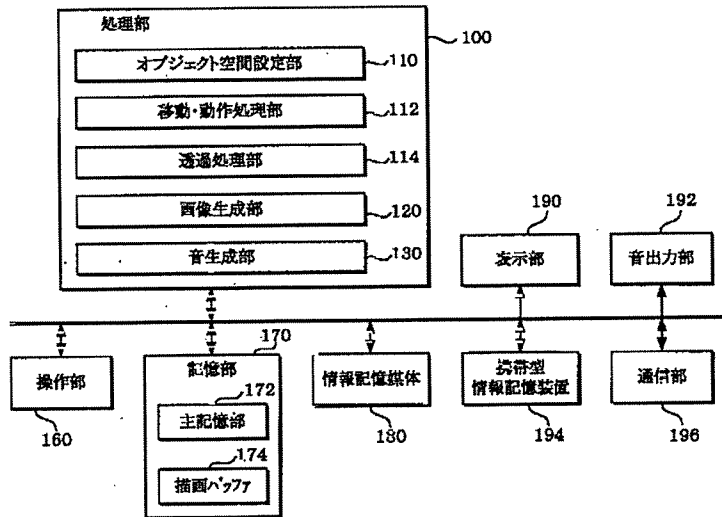 処理部
100
オブジェクト空間設定部
110
移動・動作処理部
112
透過処理部
114
画像生成部
120
音生成部
130
190
192
表示部
音出力部
操作部
160
記憶部
170
主記憶部
172
描画バッファ
174
情報記憶媒体
180
携帯型
情報記憶装置
194
通信部
196